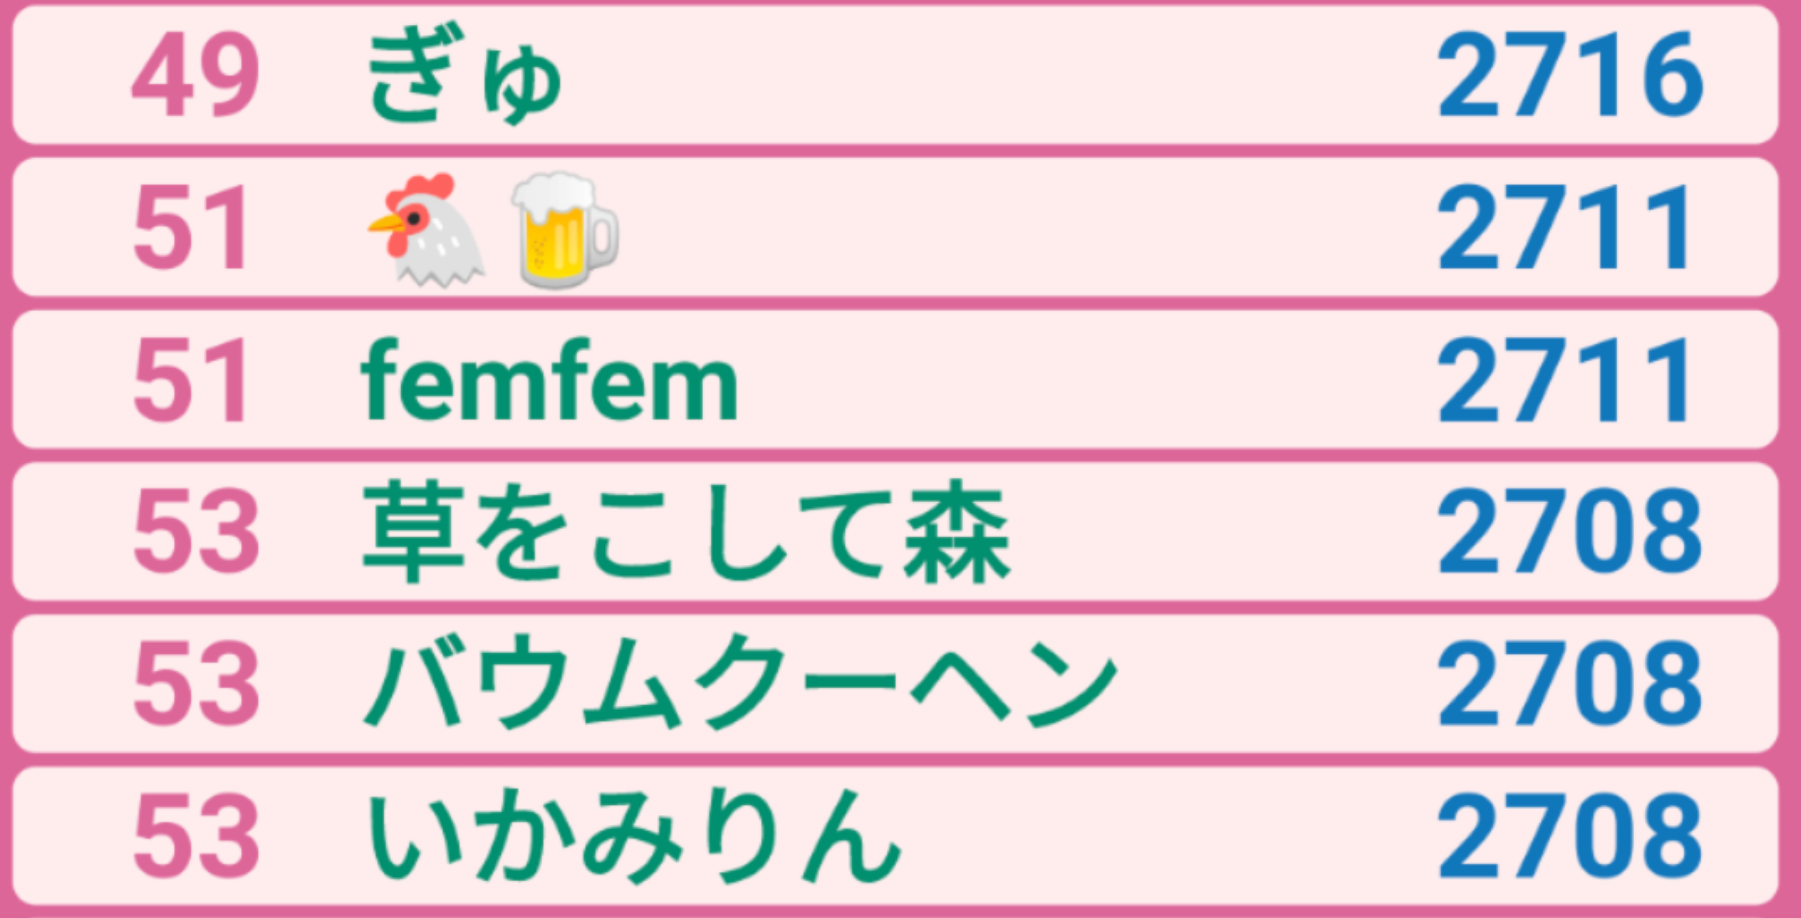 49 ぎゅ 2716
51 🐔🍺 2711
51 femfem 2711
53 草をこして森 2708
53 バウムクーヘン 2708
53 いかみりん 2708